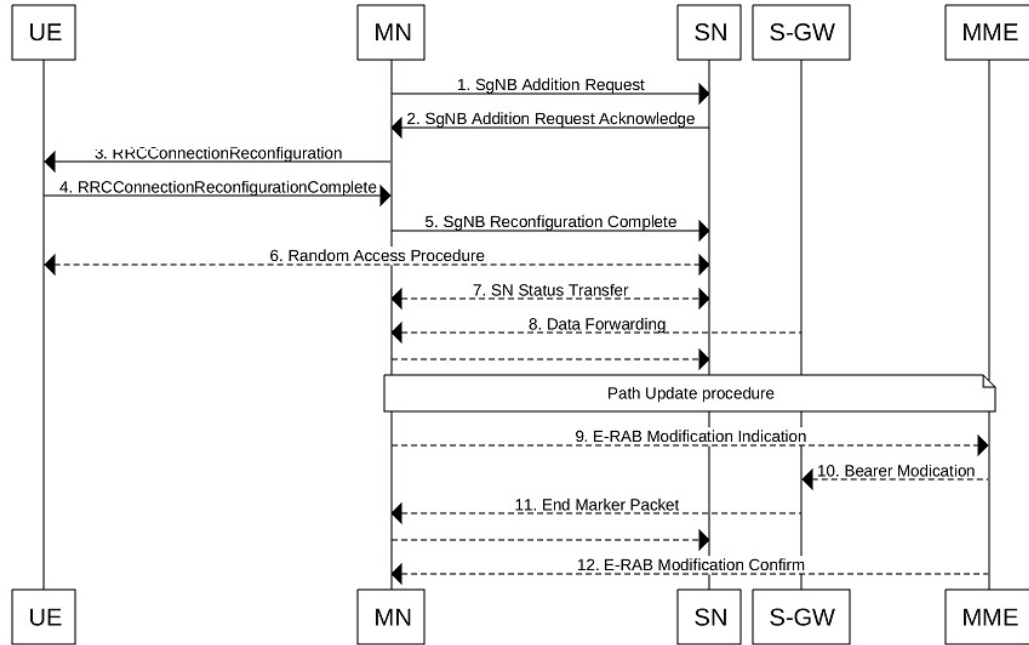 UE MN SN S-GW MME
1. SgNB Addition Request
2. SgNB Addition Request Acknowledge
3. RRCConnectionReconfiguration
4. RRCConnectionReconfigurationComplete
5. SgNB Reconfiguration Complete
6. Random Access Procedure
7. SN Status Transfer
8. Data Forwarding
Path Update procedure
9. E-RAB Modification Indication
10. Bearer Modication
11. End Marker Packet
12. E-RAB Modification Confirm
UE MN SN S-GW MME